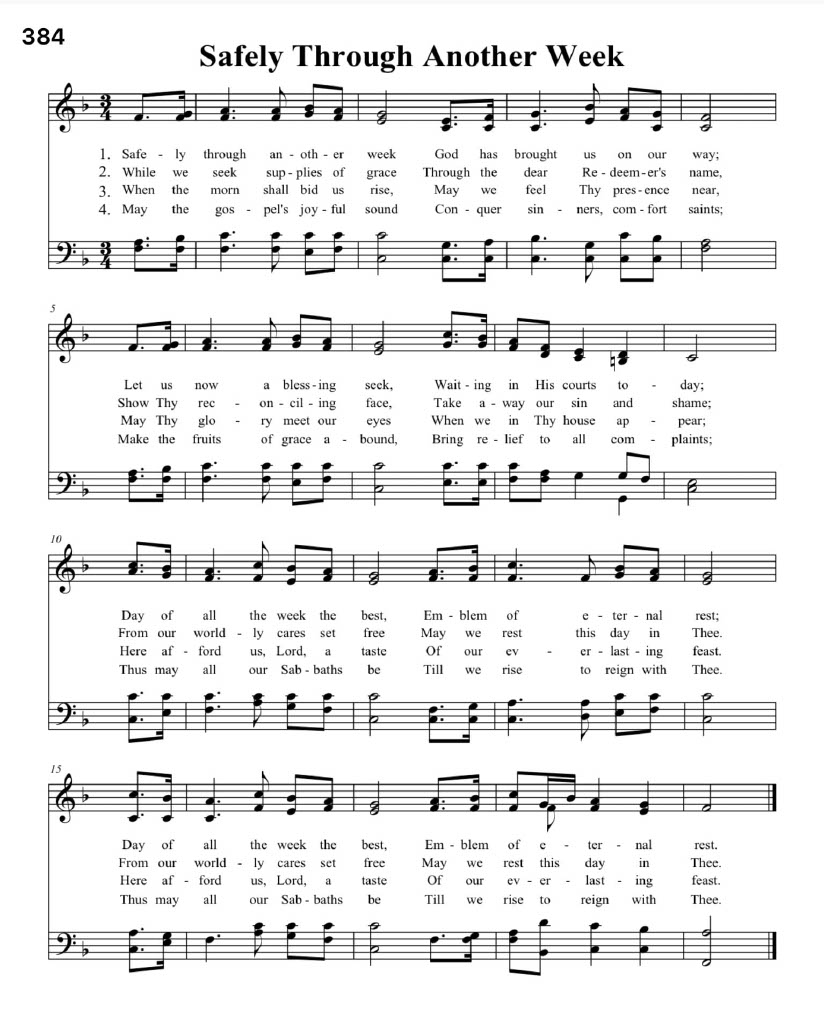 384
Safely Through Another Week
3
4
1. Safe - ly through an - oth - er week God has brought us on our way;
2. While we seek sup - plies of grace Through the dear Re - deem - er's name,
3. When the morn shall bid us rise, May we feel Thy pres - ence near,
4. May the gos - pel's joy - ful sound Con - quer sin - ners, com - fort saints;
3
4
5
Let us now a bless - ing seek, Wait - ing in His courts to - day;
Show Thy rec - on - cil - ing face, Take a - way our sin and shame;
May Thy glo - ry meet our eyes When we in Thy house ap - pear;
Make the fruits of grace a - bound, Bring re - lief to all com - plaints;
10
Day of all the week the best, Em - blem of e - ter - nal rest;
From our world - ly cares set free May we rest this day in Thee.
Here af - ford us, Lord, a taste Of our ev - er - last - ing feast.
Thus may all our Sab - baths be Till we rise to reign with Thee.
15
Day of all the week the best, Em - blem of e - ter - nal rest.
From our world - ly cares set free May we rest this day in Thee.
Here af - ford us, Lord, a taste Of our ev - er - last - ing feast.
Thus may all our Sab - baths be Till we rise to reign with Thee.